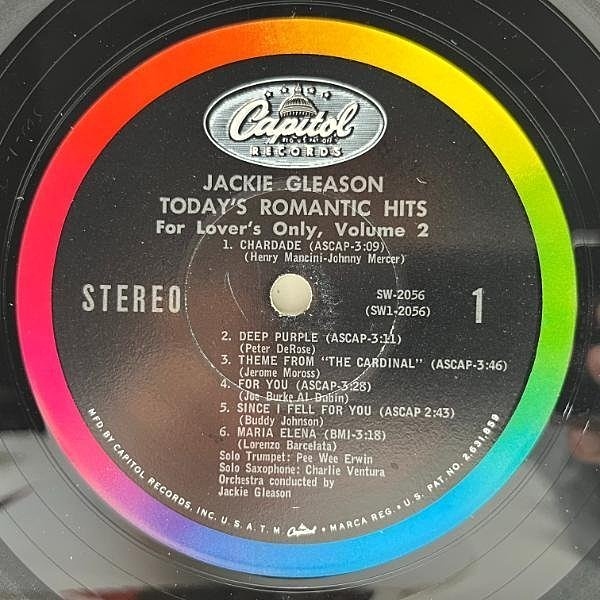 Capitol
REG. U.S. PAT. OFF.
RECORDS
JACKIE GLEASON
TODAY'S ROMANTIC HITS
For Lover's Only, Volume 2
1. CHARDADE (ASCAP-3:09)
(Henry Mancini-Johnny Mercer)
STEREO
SW-2056
(SW1-2056)
1
2. DEEP PURPLE (ASCAP-3:11)
(Peter DeRose)
3. THEME FROM "THE CARDINAL" (ASCAP-3:46)
(Jerome Moross)
4. FOR YOU (ASCAP-3:28)
(Joe Burke Al Dubin)
5. SINCE I FELL FOR YOU (ASCAP 2:43)
(Buddy Johnson)
6. MARIA ELENA (BMI-3:18)
(Lorenzo Barcelata)
Solo Trumpet: Pee Wee Erwin
Solo Saxophone: Charlie Ventura
Orchestra conducted by
Jackie Gleason
MFD. BY CAPITOL RECORDS, INC. U.S.A. T.M. Capitol • MARCA REG. • U.S. PAT. NO. 2,631,859